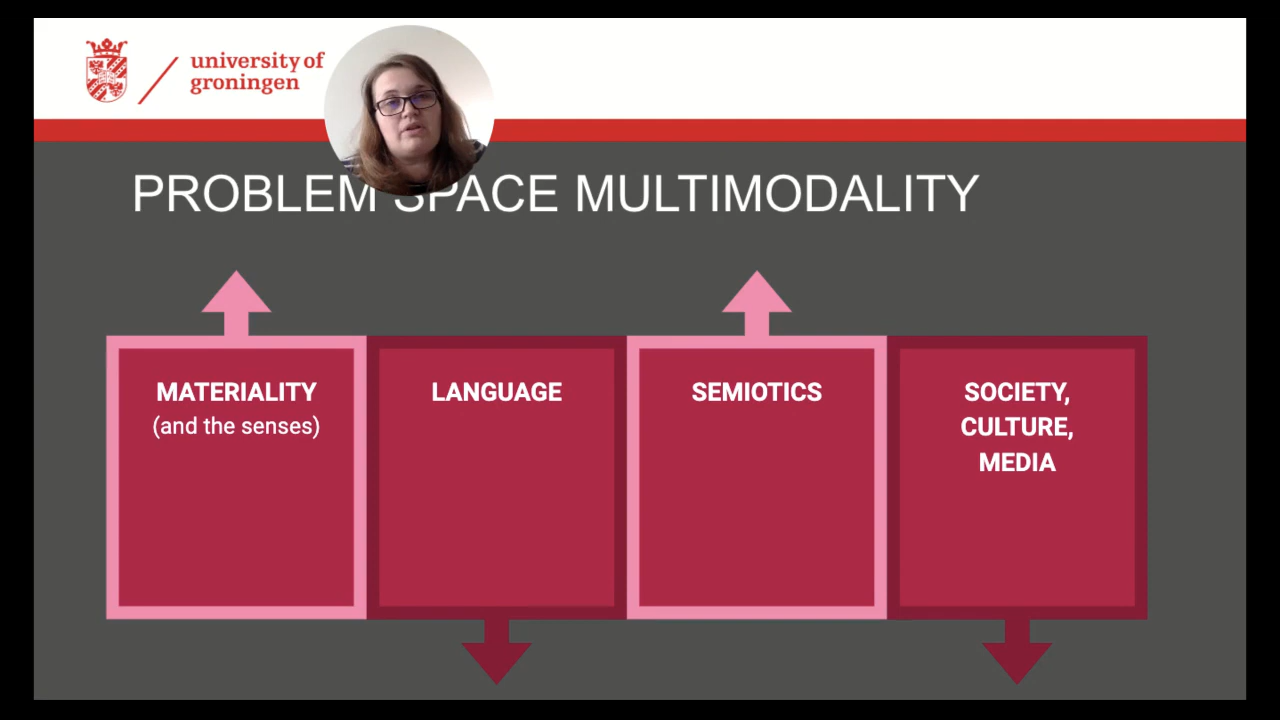 university of
groningen
PROBLEM SPACE MULTIMODALITY
MATERIALITY
(and the senses)
LANGUAGE
SEMIOTICS
SOCIETY,
CULTURE,
MEDIA